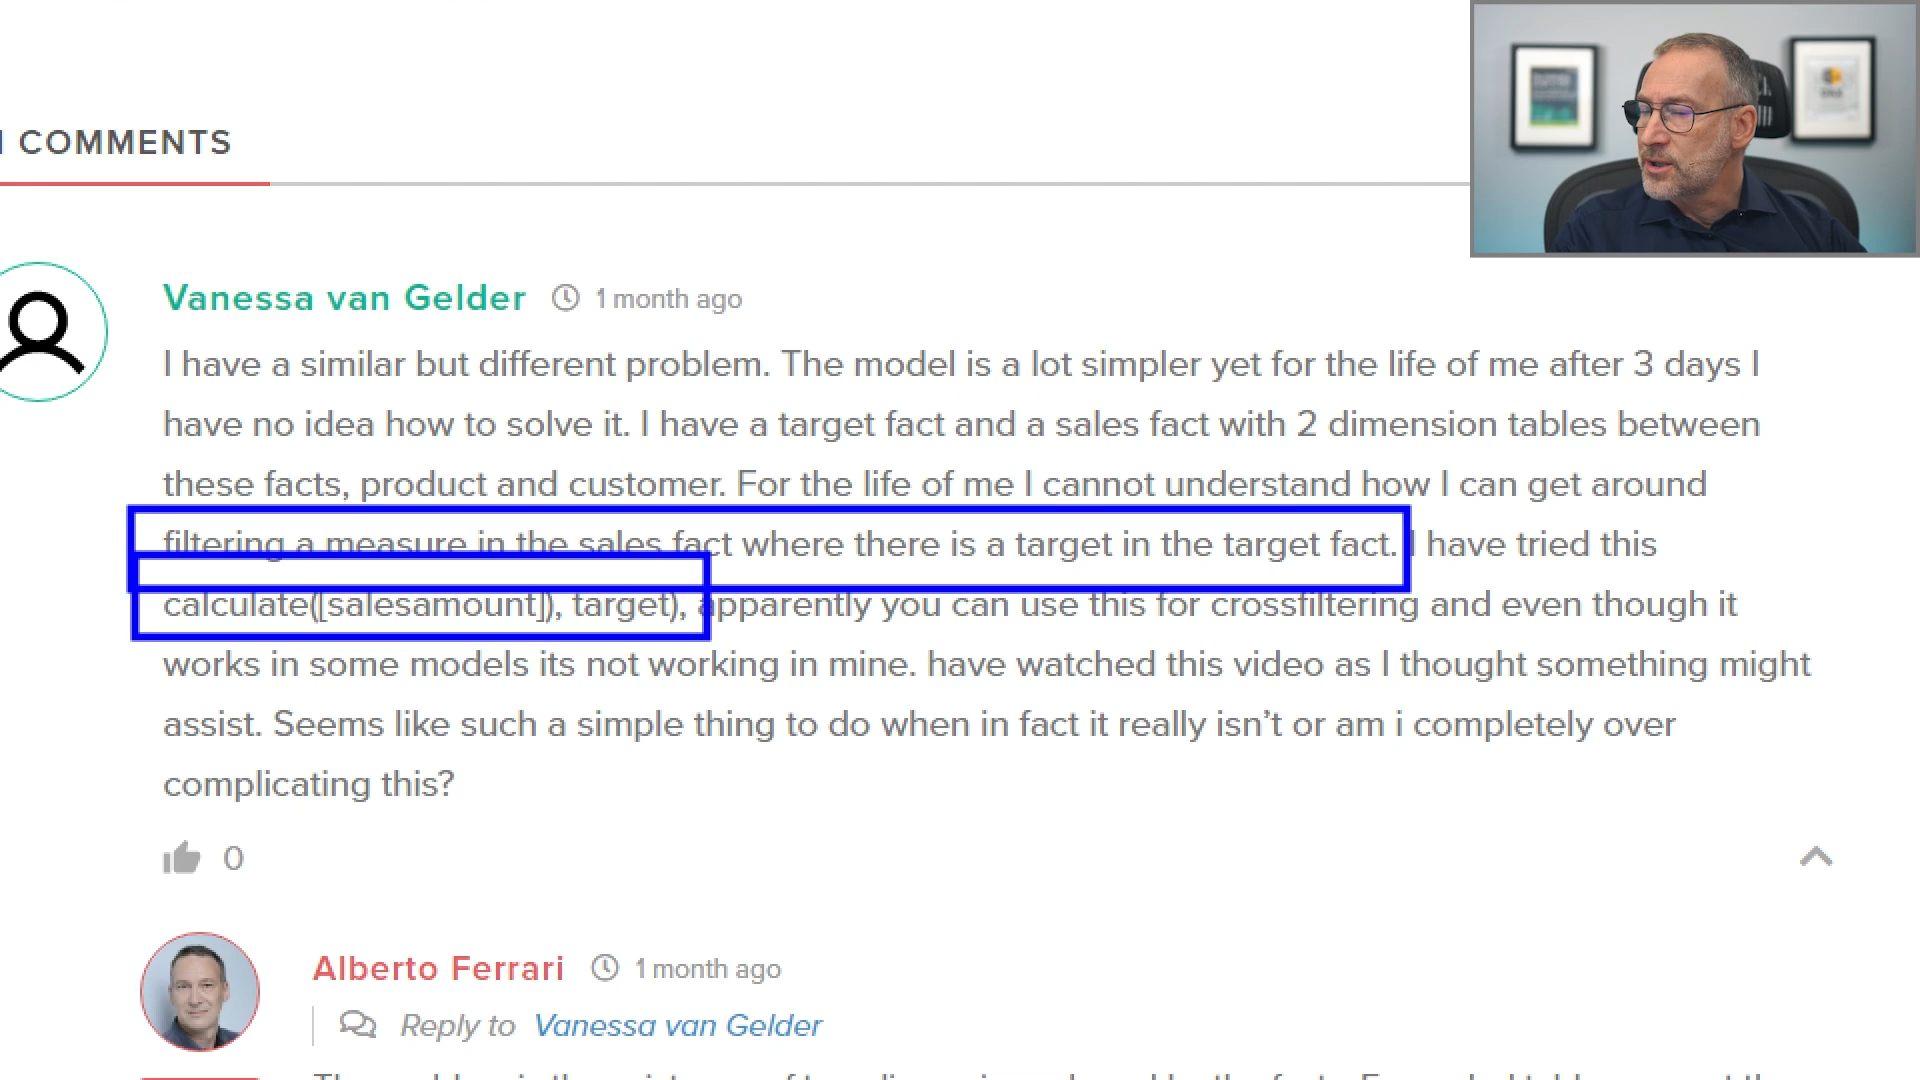 COMMENTS
Vanessa van Gelder 1 month ago
I have a similar but different problem. The model is a lot simpler yet for the life of me after 3 days I
have no idea how to solve it. I have a target fact and a sales fact with 2 dimension tables between
these facts, product and customer. For the life of me I cannot understand how I can get around
filtering a measure in the sales fact where there is a target in the target fact. I have tried this
calculate([salesamount]), target), apparently you can use this for crossfiltering and even though it
works in some models its not working in mine. have watched this video as I thought something might
assist. Seems like such a simple thing to do when in fact it really isn’t or am i completely over
complicating this?
0
Alberto Ferrari 1 month ago
Reply to Vanessa van Gelder